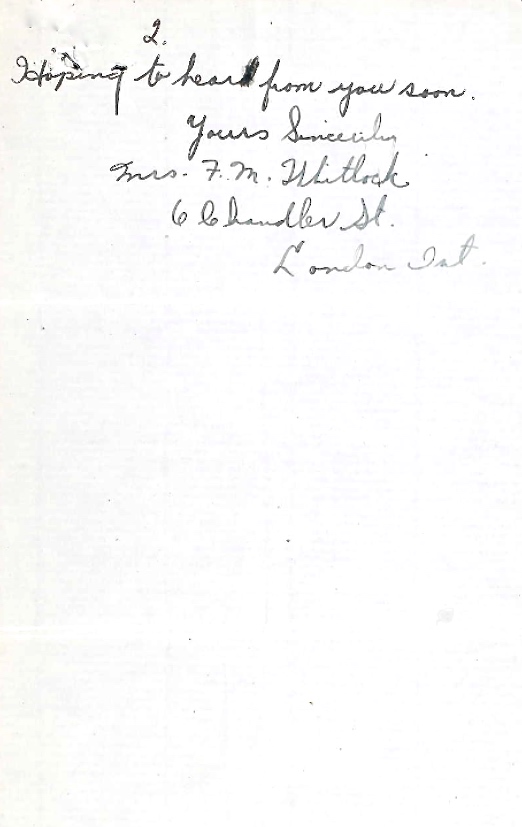 2.
Hoping to hear from you soon.
Yours Sincerely
Mrs. F. M. Whitlock
6 Chandler St.
London Ont.